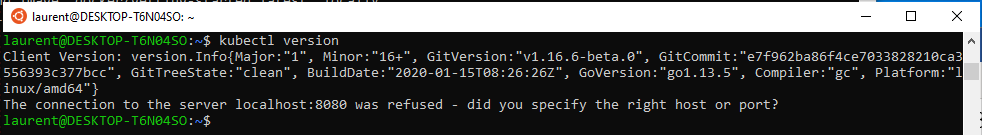 laurent@DESKTOP-T6N04SO: ~
laurent@DESKTOP-T6N04SO:~$ kubectl version
Client Version: version.Info{Major:"1", Minor:"16+", GitVersion:"v1.16.6-beta.0", GitCommit:"e7f962ba86f4ce7033828210ca3
556393c377bcc", GitTreeState:"clean", BuildDate:"2020-01-15T08:26:26Z", GoVersion:"go1.13.5", Compiler:"gc", Platform:"l
inux/amd64"}
The connection to the server localhost:8080 was refused - did you specify the right host or port?
laurent@DESKTOP-T6N04SO:~$